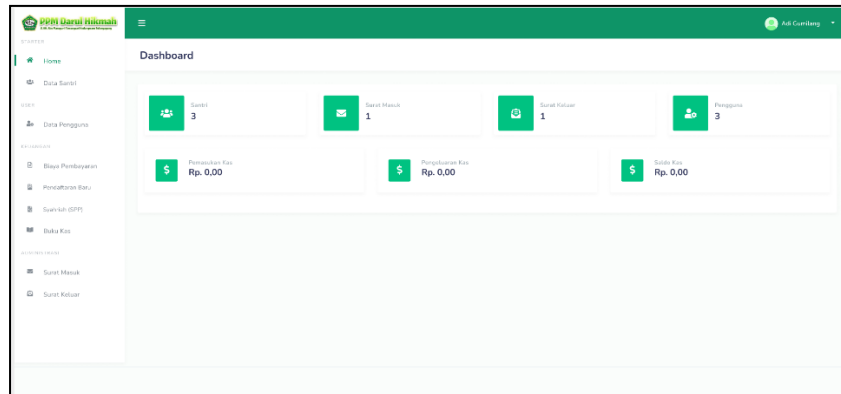 PPM Darul Hikmah
Adi Gumilang
STARTER
Home
Data Santri
Data Pengguna
KEUANGAN
Biaya Pembayaran
Pendaftaran Baru
Syahriah (SPP)
Buku Kas
Surat Masuk
Surat Keluar
Dashboard
Santri
3
Surat Masuk
1
Surat Keluar
1
Pengguna
3
Pemasukan Kas
Rp. 0,00
Pengeluaran Kas
Rp. 0,00
Saldo Kas
Rp. 0,00